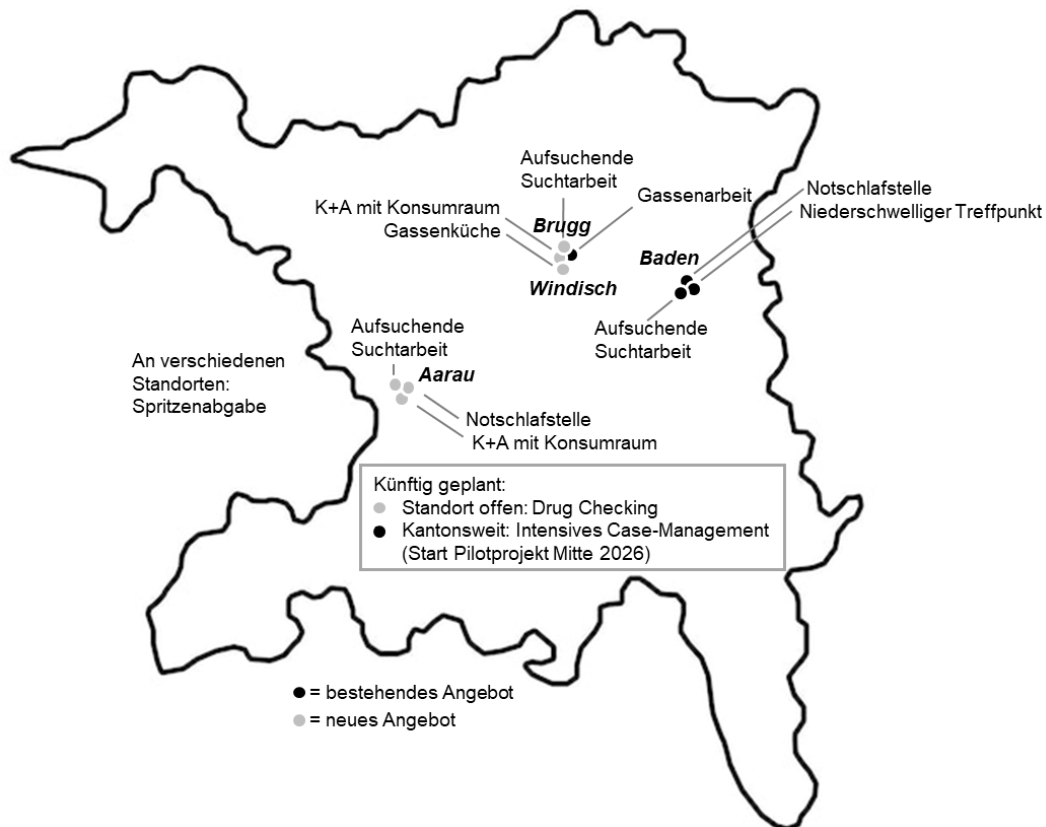 Aufsuchende
Suchtarbeit
Notschlafstelle
Gassenarbeit
K+A mit Konsumraum
Niederschwelliger Treffpunkt
Brugg
Gassenküche
Baden
Windisch
Aufsuchende
Suchtarbeit
Aufsuchende
Suchtarbeit
An verschiedenen
Standorten:
Spritzenabgabe
Aarau
Notschlafstelle
K+A mit Konsumraum
Künftig geplant:
Standort offen: Drug Checking
Kantonsweit: Intensives Case-Management
(Start Pilotprojekt Mitte 2026)
= bestehendes Angebot
= neues Angebot